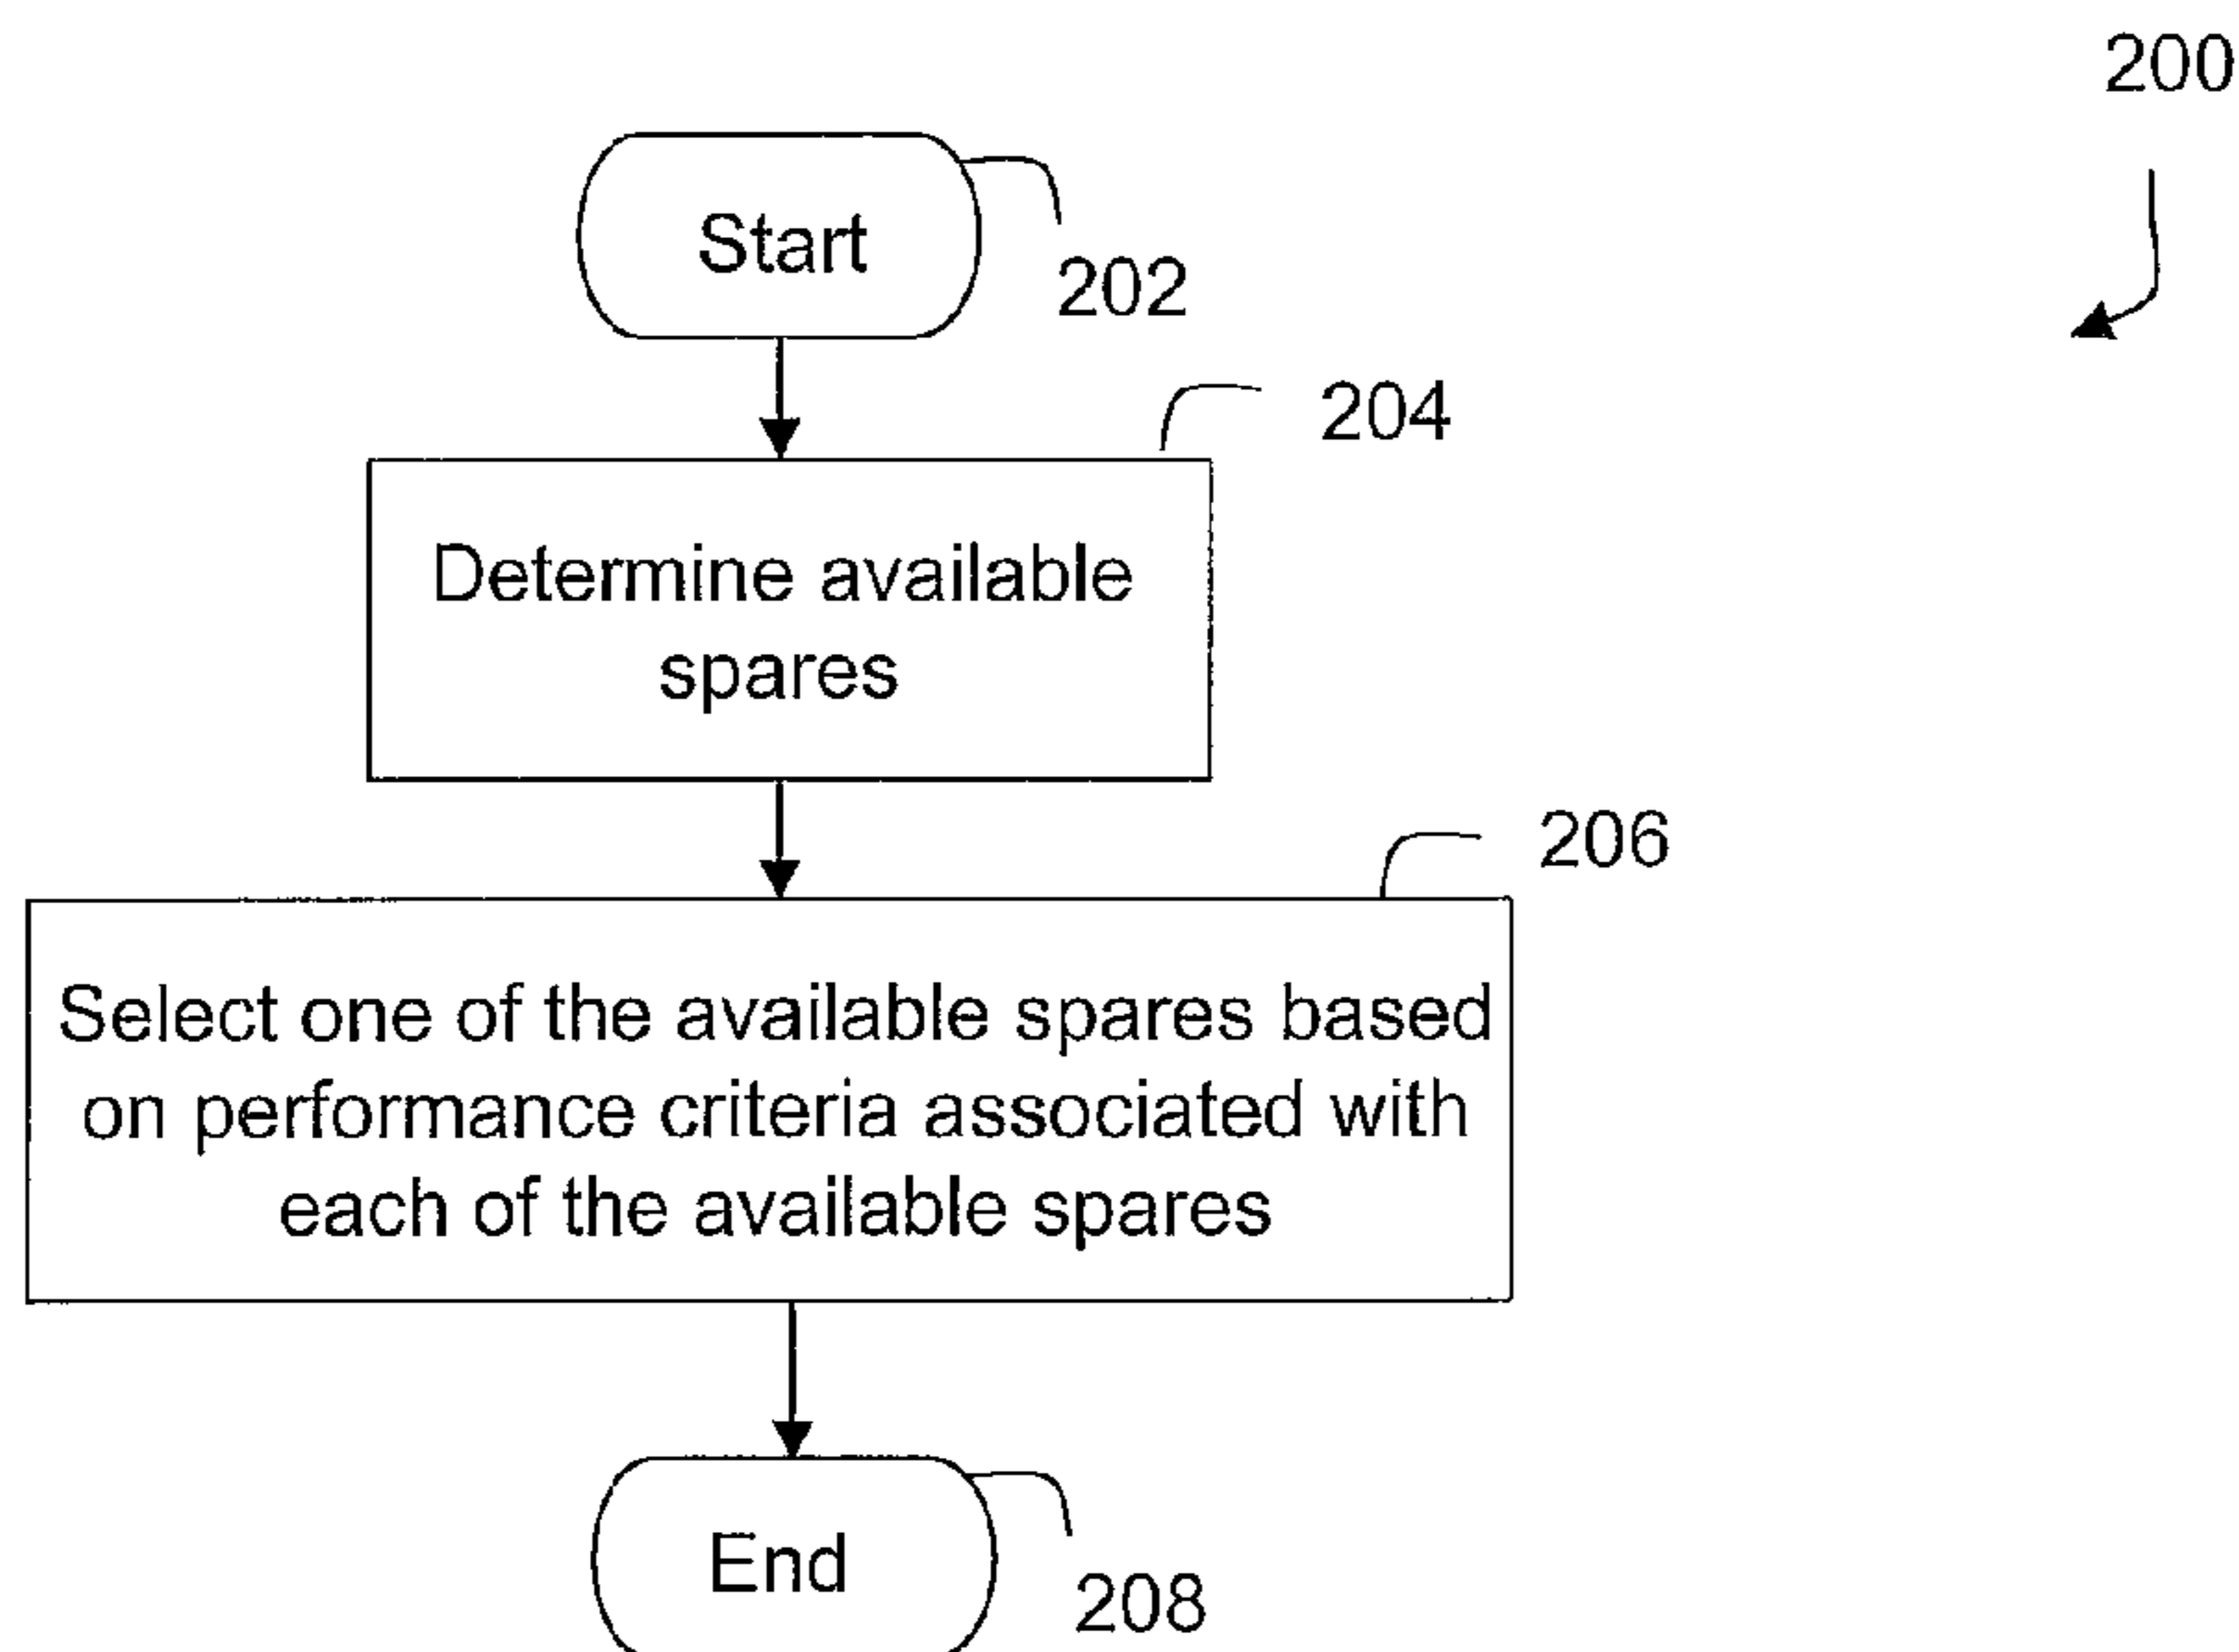 200
Start
202
204
Determine available
spares
206
Select one of the available spares based
on performance criteria associated with
each of the available spares
End
208